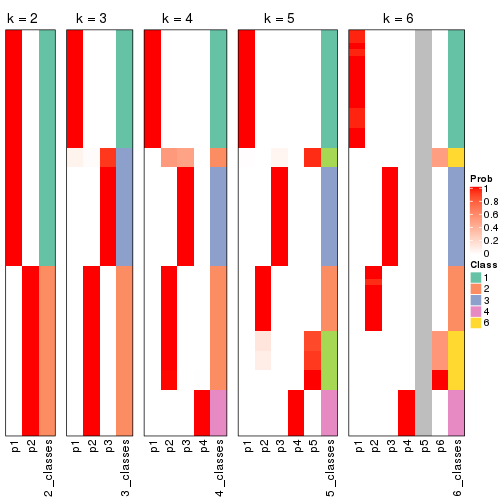 k = 2
k = 3
k = 4
k = 5
k = 6
p1
p2
2_classes
p1
p2
p3
3_classes
p1
p2
p3
p4
4_classes
p1
p2
p3
p4
p5
5_classes
p1
p2
p3
p4
p5
p6
6_classes
Prob
1
0.8
0.6
0.4
0.2
0
Class
1
2
3
4
6